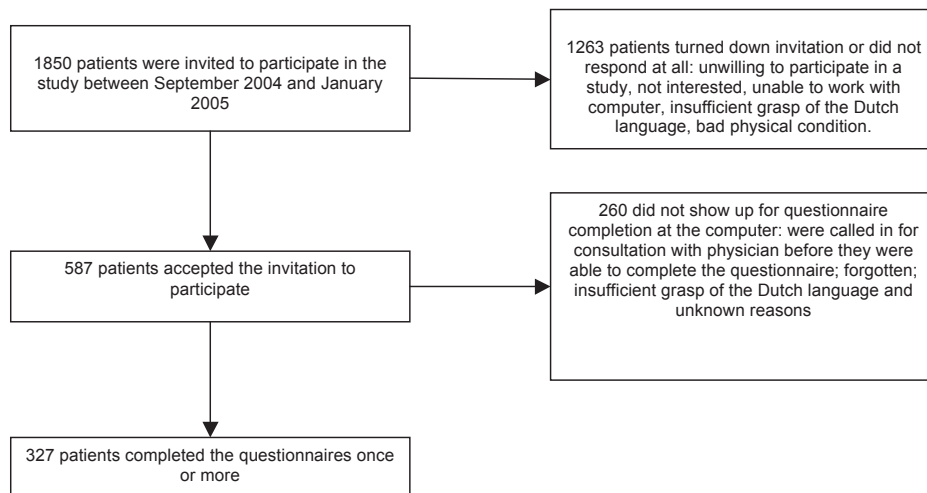 1850 patients were invited to participate in the
study between September 2004 and January
2005
1263 patients turned down invitation or did not
respond at all: unwilling to participate in a
study, not interested, unable to work with
computer, insufficient grasp of the Dutch
language, bad physical condition.
587 patients accepted the invitation to
participate
260 did not show up for questionnaire
completion at the computer: were called in for
consultation with physician before they were
able to complete the questionnaire; forgotten;
insufficient grasp of the Dutch language and
unknown reasons
327 patients completed the questionnaires once
or more